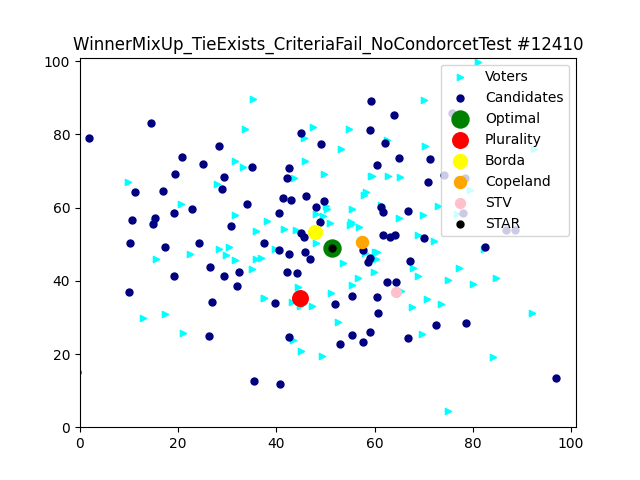 WinnerMixUp_TieExists_CriteriaFail_NoCondorcetTest #12410
100
80
60
40
20
0
0
20
40
60
80
100
Voters
Candidates
Optimal
Plurality
Borda
Copeland
STV
STAR